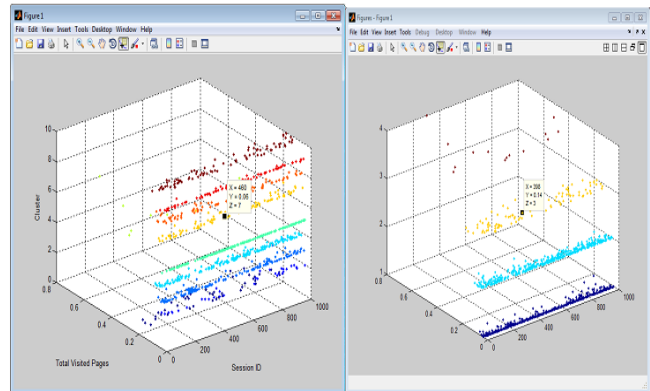 Figure 1
File Edit View Insert Tools Desktop Window Help
10
8
6
4
2
0
0.8
0.6
0.4
0.2
0
0
200
400
600
800
1000
Cluster
Total Visited Pages
Session ID
X = 460
Y = 0.06
Z = 7
Figures - Figure 1
File Edit View Insert Tools Debug Desktop Window Help
4
3
2
1
0.8
0.6
0.4
0.2
0
0
200
400
600
800
1000
X = 398
Y = 0.14
Z = 3